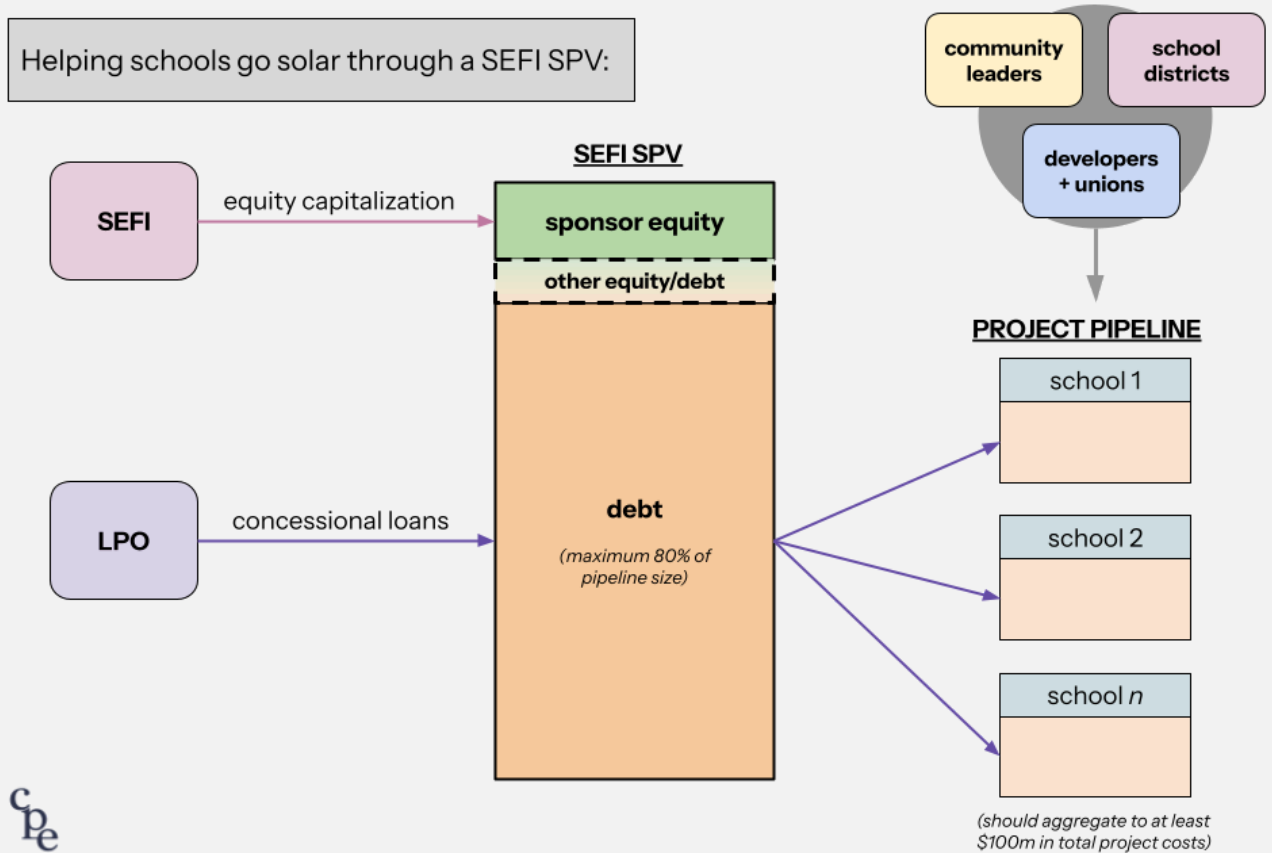 Helping schools go solar through a SEFI SPV:
community
leaders
school
districts
developers
+ unions
SEFI SPV
SEFI
equity capitalization
sponsor equity
other equity/debt
LPO
concessional loans
debt
(maximum 80% of
pipeline size)
PROJECT PIPELINE
school 1
school 2
school n
(should aggregate to at least
$100m in total project costs)
cpe